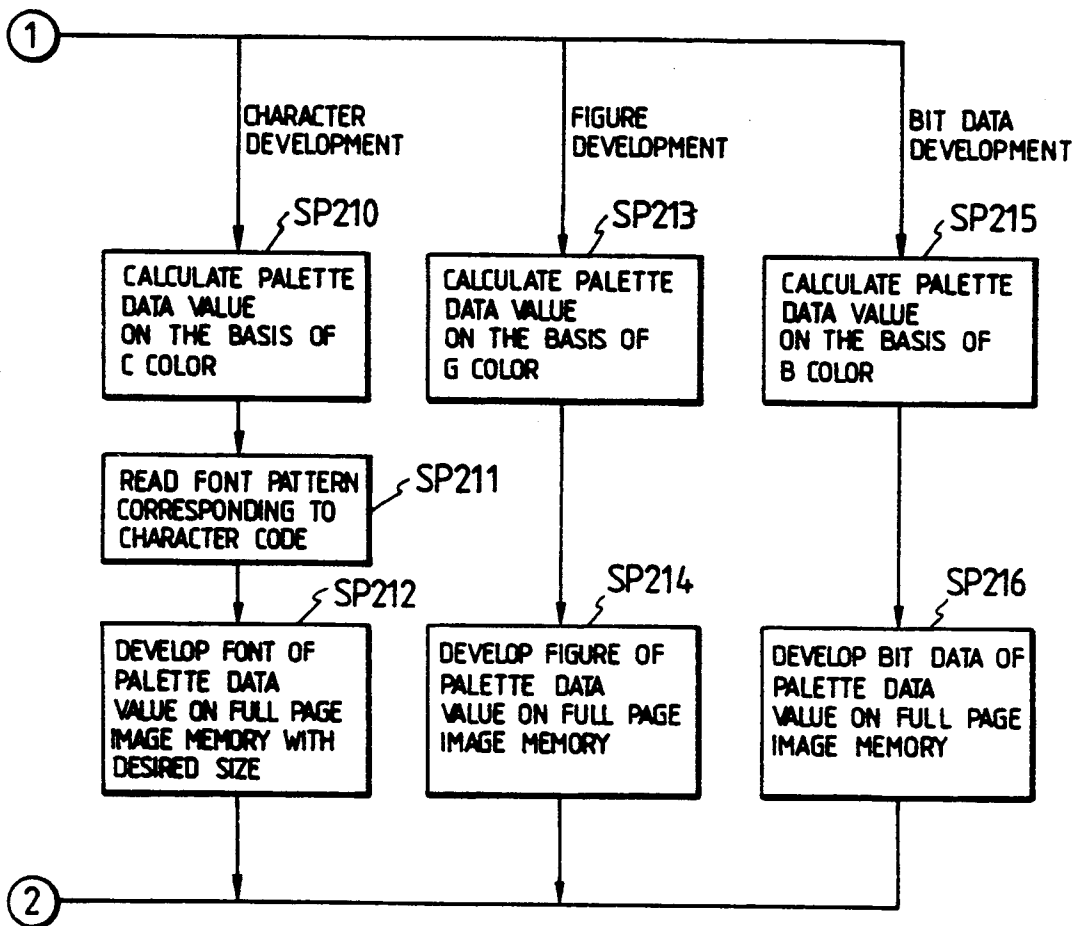 1
CHARACTER
DEVELOPMENT
FIGURE
DEVELOPMENT
BIT DATA
DEVELOPMENT
SP210
CALCULATE PALETTE
DATA VALUE
ON THE BASIS OF
C COLOR
SP213
CALCULATE PALETTE
DATA VALUE
ON THE BASIS OF
G COLOR
SP215
CALCULATE PALETTE
DATA VALUE
ON THE BASIS OF
B COLOR
SP211
READ FONT PATTERN
CORRESPONDING TO
CHARACTER CODE
SP212
DEVELOP FONT OF
PALETTE DATA
VALUE ON FULL PAGE
IMAGE MEMORY WITH
DESIRED SIZE
SP214
DEVELOP FIGURE OF
PALETTE DATA
VALUE ON FULL PAGE
IMAGE MEMORY
SP216
DEVELOP BIT DATA OF
PALETTE DATA
VALUE ON FULL PAGE
IMAGE MEMORY
2